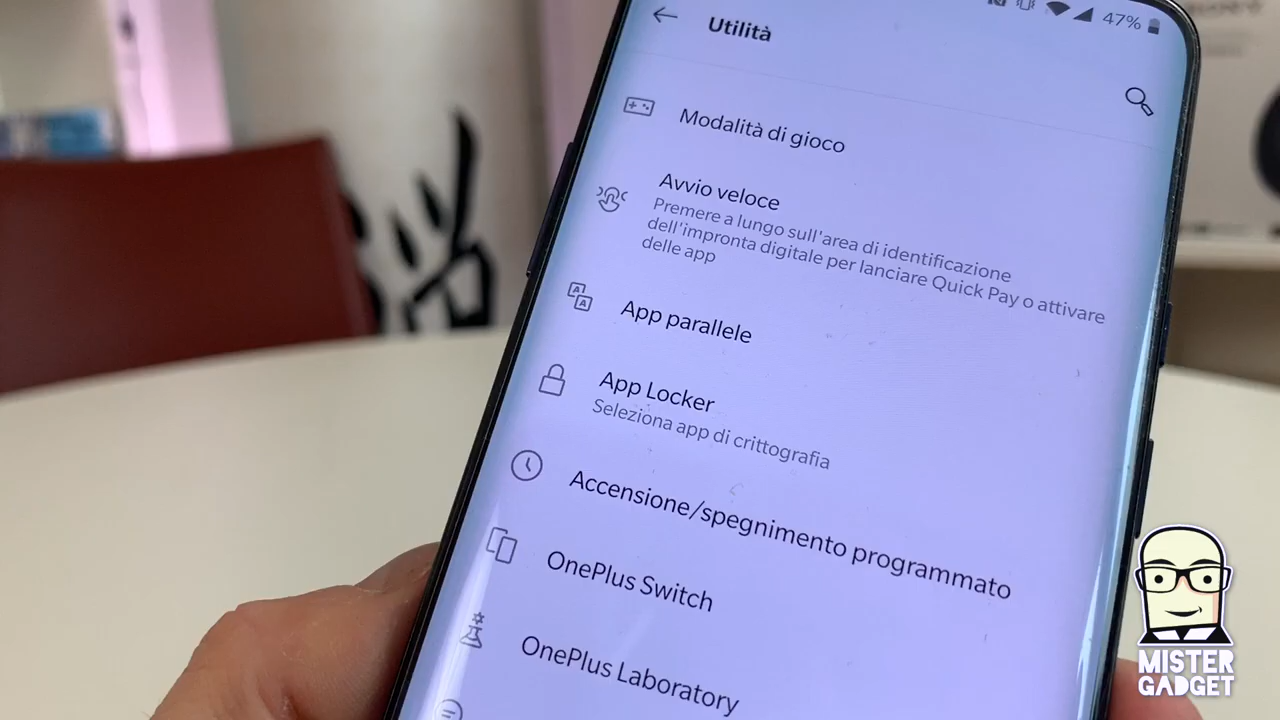 47%
Utilità
Modalità di gioco
Avvio veloce
Premere a lungo sull'area di identificazione
dell'impronta digitale per lanciare Quick Pay o attivare
delle app
App parallele
App Locker
Seleziona app di crittografia
Accensione/spegnimento programmato
OnePlus Switch
OnePlus Laboratory
MISTER
GADGET